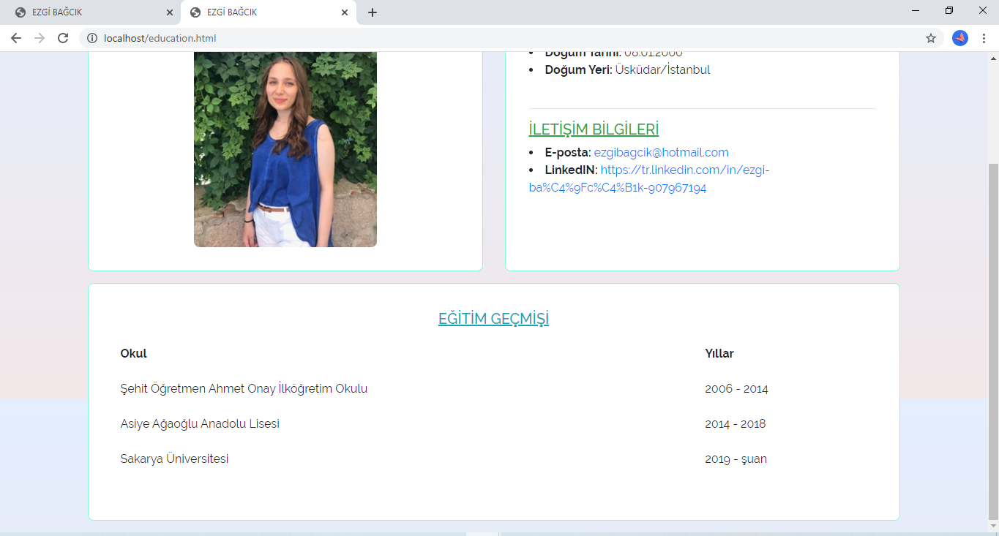 EZGİ BAĞCIK
EZGİ BAĞCIK
localhost/education.html
Doğum Tarihi: 08.01.2000
Doğum Yeri: Üsküdar/İstanbul
İLETİŞİM BİLGİLERİ
E-posta: ezgibagcik@hotmail.com
LinkedIN: https://tr.linkedin.com/in/ezgi-
ba%C4%9Fc%C4%B1k-907967194
EĞİTİM GEÇMİŞİ
Okul Yıllar
Şehit Öğretmen Ahmet Onay İlköğretim Okulu 2006 - 2014
Asiye Ağaoğlu Anadolu Lisesi 2014 - 2018
Sakarya Üniversitesi 2019 - şuan